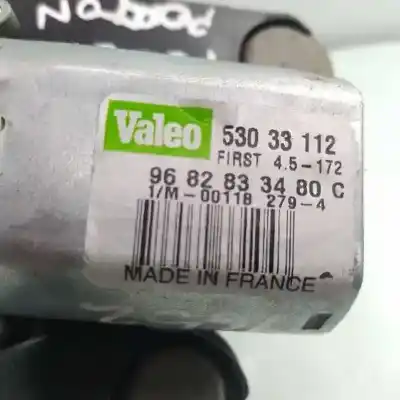 Valeo 530 33 112
FIRST 4.5-172
96 82 83 34 80 C
1/M-00118 279-4
MADE IN FRANCE